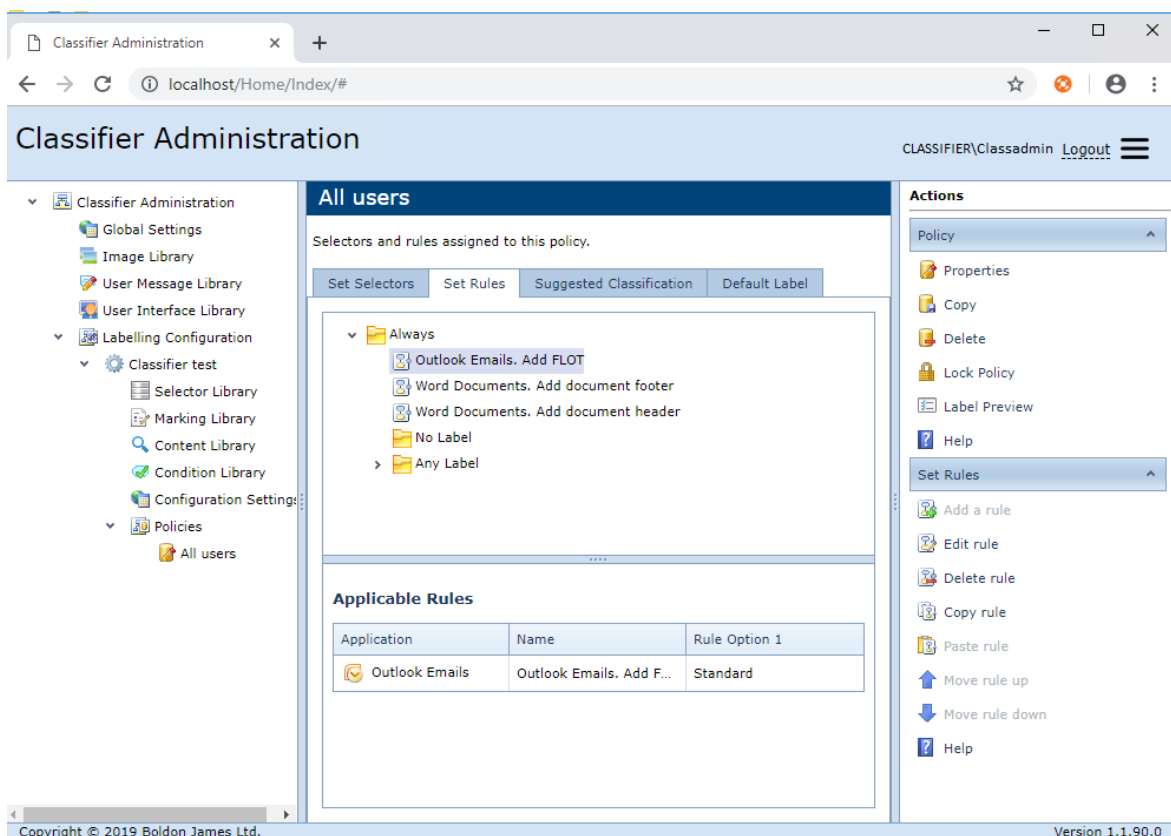 Classifier Administration
localhost/Home/Index/#
Classifier Administration
CLASSIFIER\Classadmin Logout
Classifier Administration
Global Settings
Image Library
User Message Library
User Interface Library
Labelling Configuration
Classifier test
Selector Library
Marking Library
Content Library
Condition Library
Configuration Settings
Policies
All users
All users
Selectors and rules assigned to this policy.
Set Selectors
Set Rules
Suggested Classification
Default Label
Always
Outlook Emails. Add FLOT
Word Documents. Add document footer
Word Documents. Add document header
No Label
Any Label
Applicable Rules
Application Name Rule Option 1
Outlook Emails Outlook Emails. Add F... Standard
Actions
Policy
Properties
Copy
Delete
Lock Policy
Label Preview
Help
Set Rules
Add a rule
Edit rule
Delete rule
Copy rule
Paste rule
Move rule up
Move rule down
Help
Copyright © 2019 Boldon James Ltd.
Version 1.1.90.0